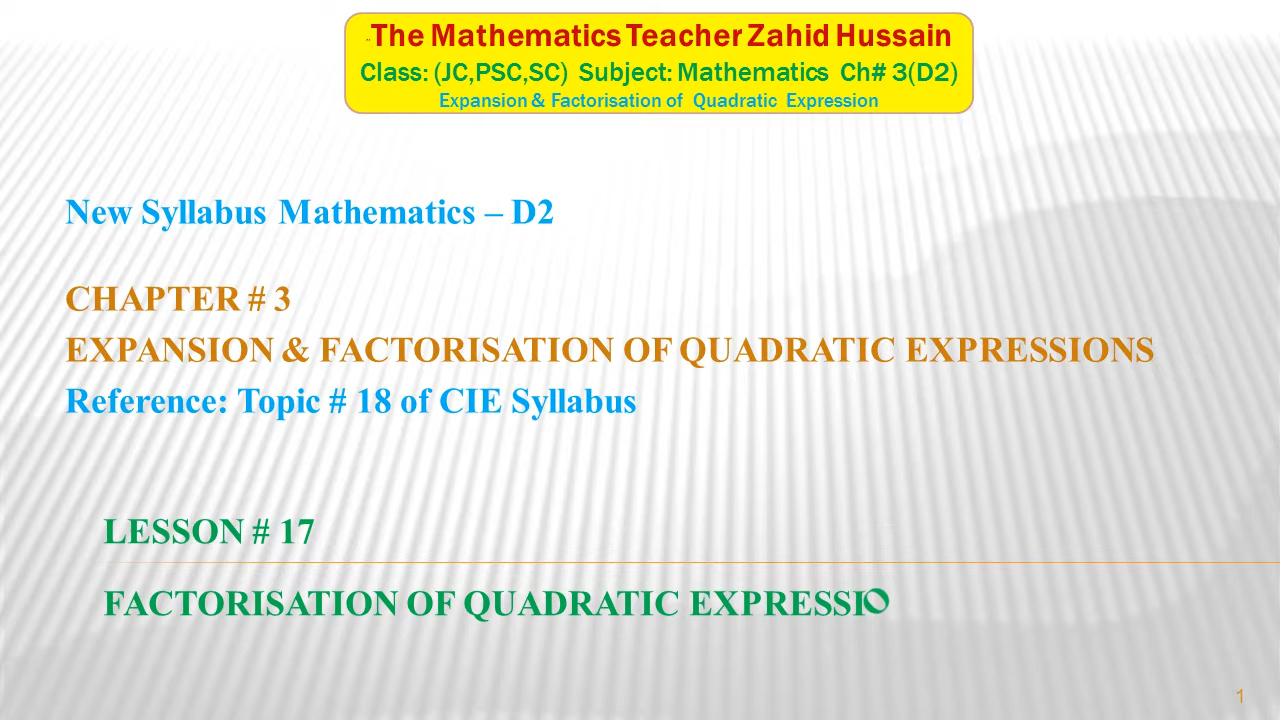 The Mathematics Teacher Zahid Hussain
Class: (JC,PSC,SC) Subject: Mathematics Ch# 3(D2)
Expansion & Factorisation of Quadratic Expression
New Syllabus Mathematics – D2
CHAPTER # 3
EXPANSION & FACTORISATION OF QUADRATIC EXPRESSIONS
Reference: Topic # 18 of CIE Syllabus
LESSON # 17
FACTORISATION OF QUADRATIC EXPRESSIO
1